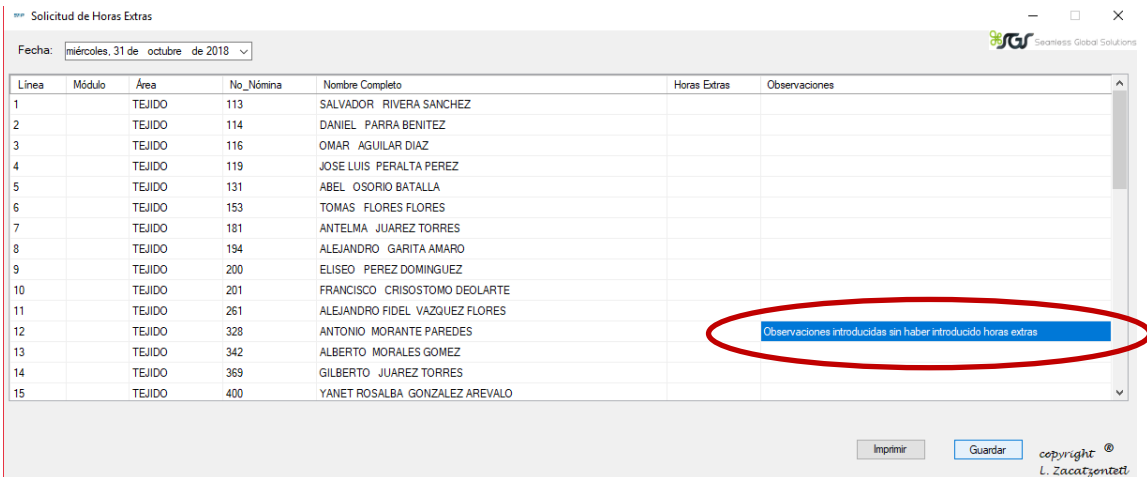 Solicitud de Horas Extras
Fecha: miércoles, 31 de octubre de 2018
SGS Seamless Global Solutions
Línea Módulo Área No_Nómina Nombre Completo Horas Extras Observaciones
1 TEJIDO 113 SALVADOR RIVERA SANCHEZ
2 TEJIDO 114 DANIEL PARRA BENITEZ
3 TEJIDO 116 OMAR AGUILAR DIAZ
4 TEJIDO 119 JOSE LUIS PERALTA PEREZ
5 TEJIDO 131 ABEL OSORIO BATALLA
6 TEJIDO 153 TOMAS FLORES FLORES
7 TEJIDO 181 ANTELMA JUAREZ TORRES
8 TEJIDO 194 ALEJANDRO GARITA AMARO
9 TEJIDO 200 ELISEO PEREZ DOMINGUEZ
10 TEJIDO 201 FRANCISCO CRISOSTOMO DEOLARTE
11 TEJIDO 261 ALEJANDRO FIDEL VAZQUEZ FLORES
12 TEJIDO 328 ANTONIO MORANTE PAREDES Observaciones introducidas sin haber introducido horas extras
13 TEJIDO 342 ALBERTO MORALES GOMEZ
14 TEJIDO 369 GILBERTO JUAREZ TORRES
15 TEJIDO 400 YANET ROSALBA GONZALEZ AREVALO
Imprimir Guardar copyright ®
L. Zacatzontetl